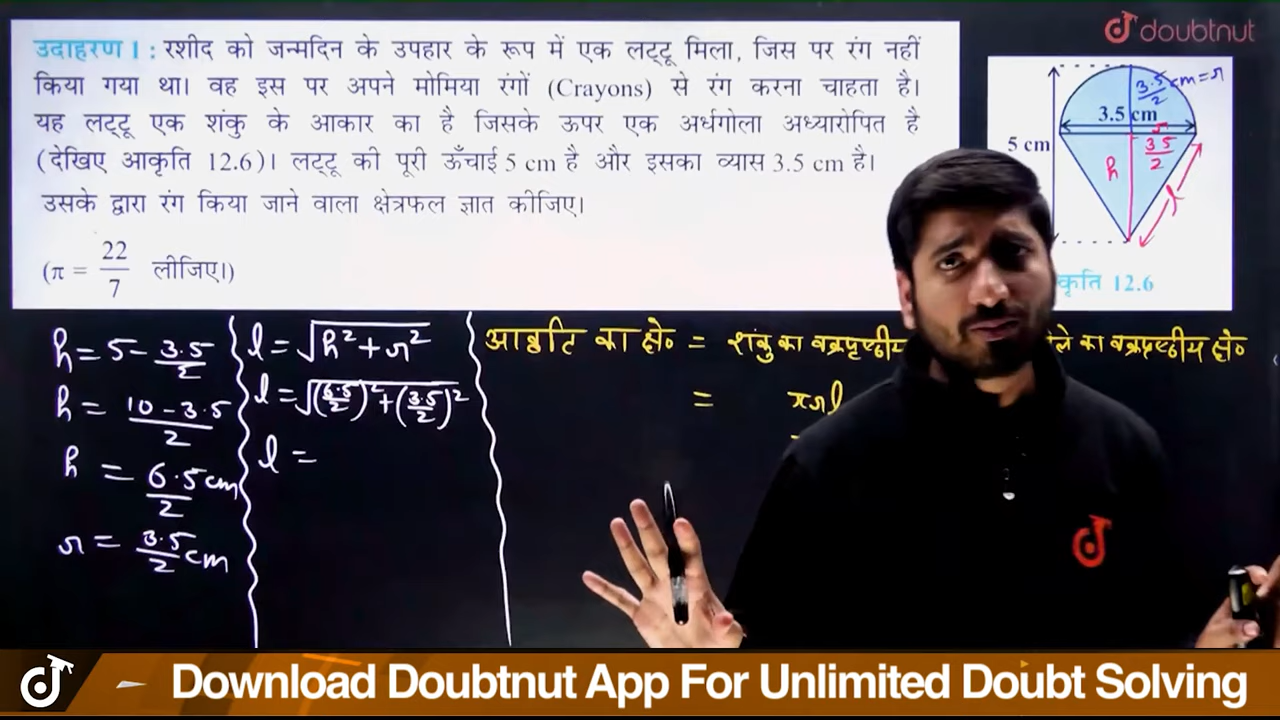 doubtnut
उदाहरण 1 : रशीद को जन्मदिन के उपहार के रूप में एक लट्टू मिला, जिस पर रंग नहीं
किया गया था। वह इस पर अपने मोमिया रंगों (Crayons) से रंग करना चाहता है।
यह लट्टू एक शंकु के आकार का है जिसके ऊपर एक अर्धगोला अध्यारोपित है
(देखिए आकृति 12.6)। लट्टू की पूरी ऊँचाई 5 cm है और इसका व्यास 3.5 cm है।
उसके द्वारा रंग किया जाने वाला क्षेत्रफल ज्ञात कीजिए।
(π = 22/7 लीजिए।)
3.5/2 cm = r
3.5 cm
5 cm
h
l
कृति 12.6
h = 5 - 3.5/2
h = 10 - 3.5/2
h = 6.5/2 cm
r = 3.5/2 cm
l = √h² + r²
l = √(6.5/2)² + (3.5/2)²
l =
आकृति का क्षे० = शंकु का वक्रपृष्ठीय
ले का वक्रपृष्ठीय क्षे०
= πrl
Download Doubtnut App For Unlimited Doubt Solving